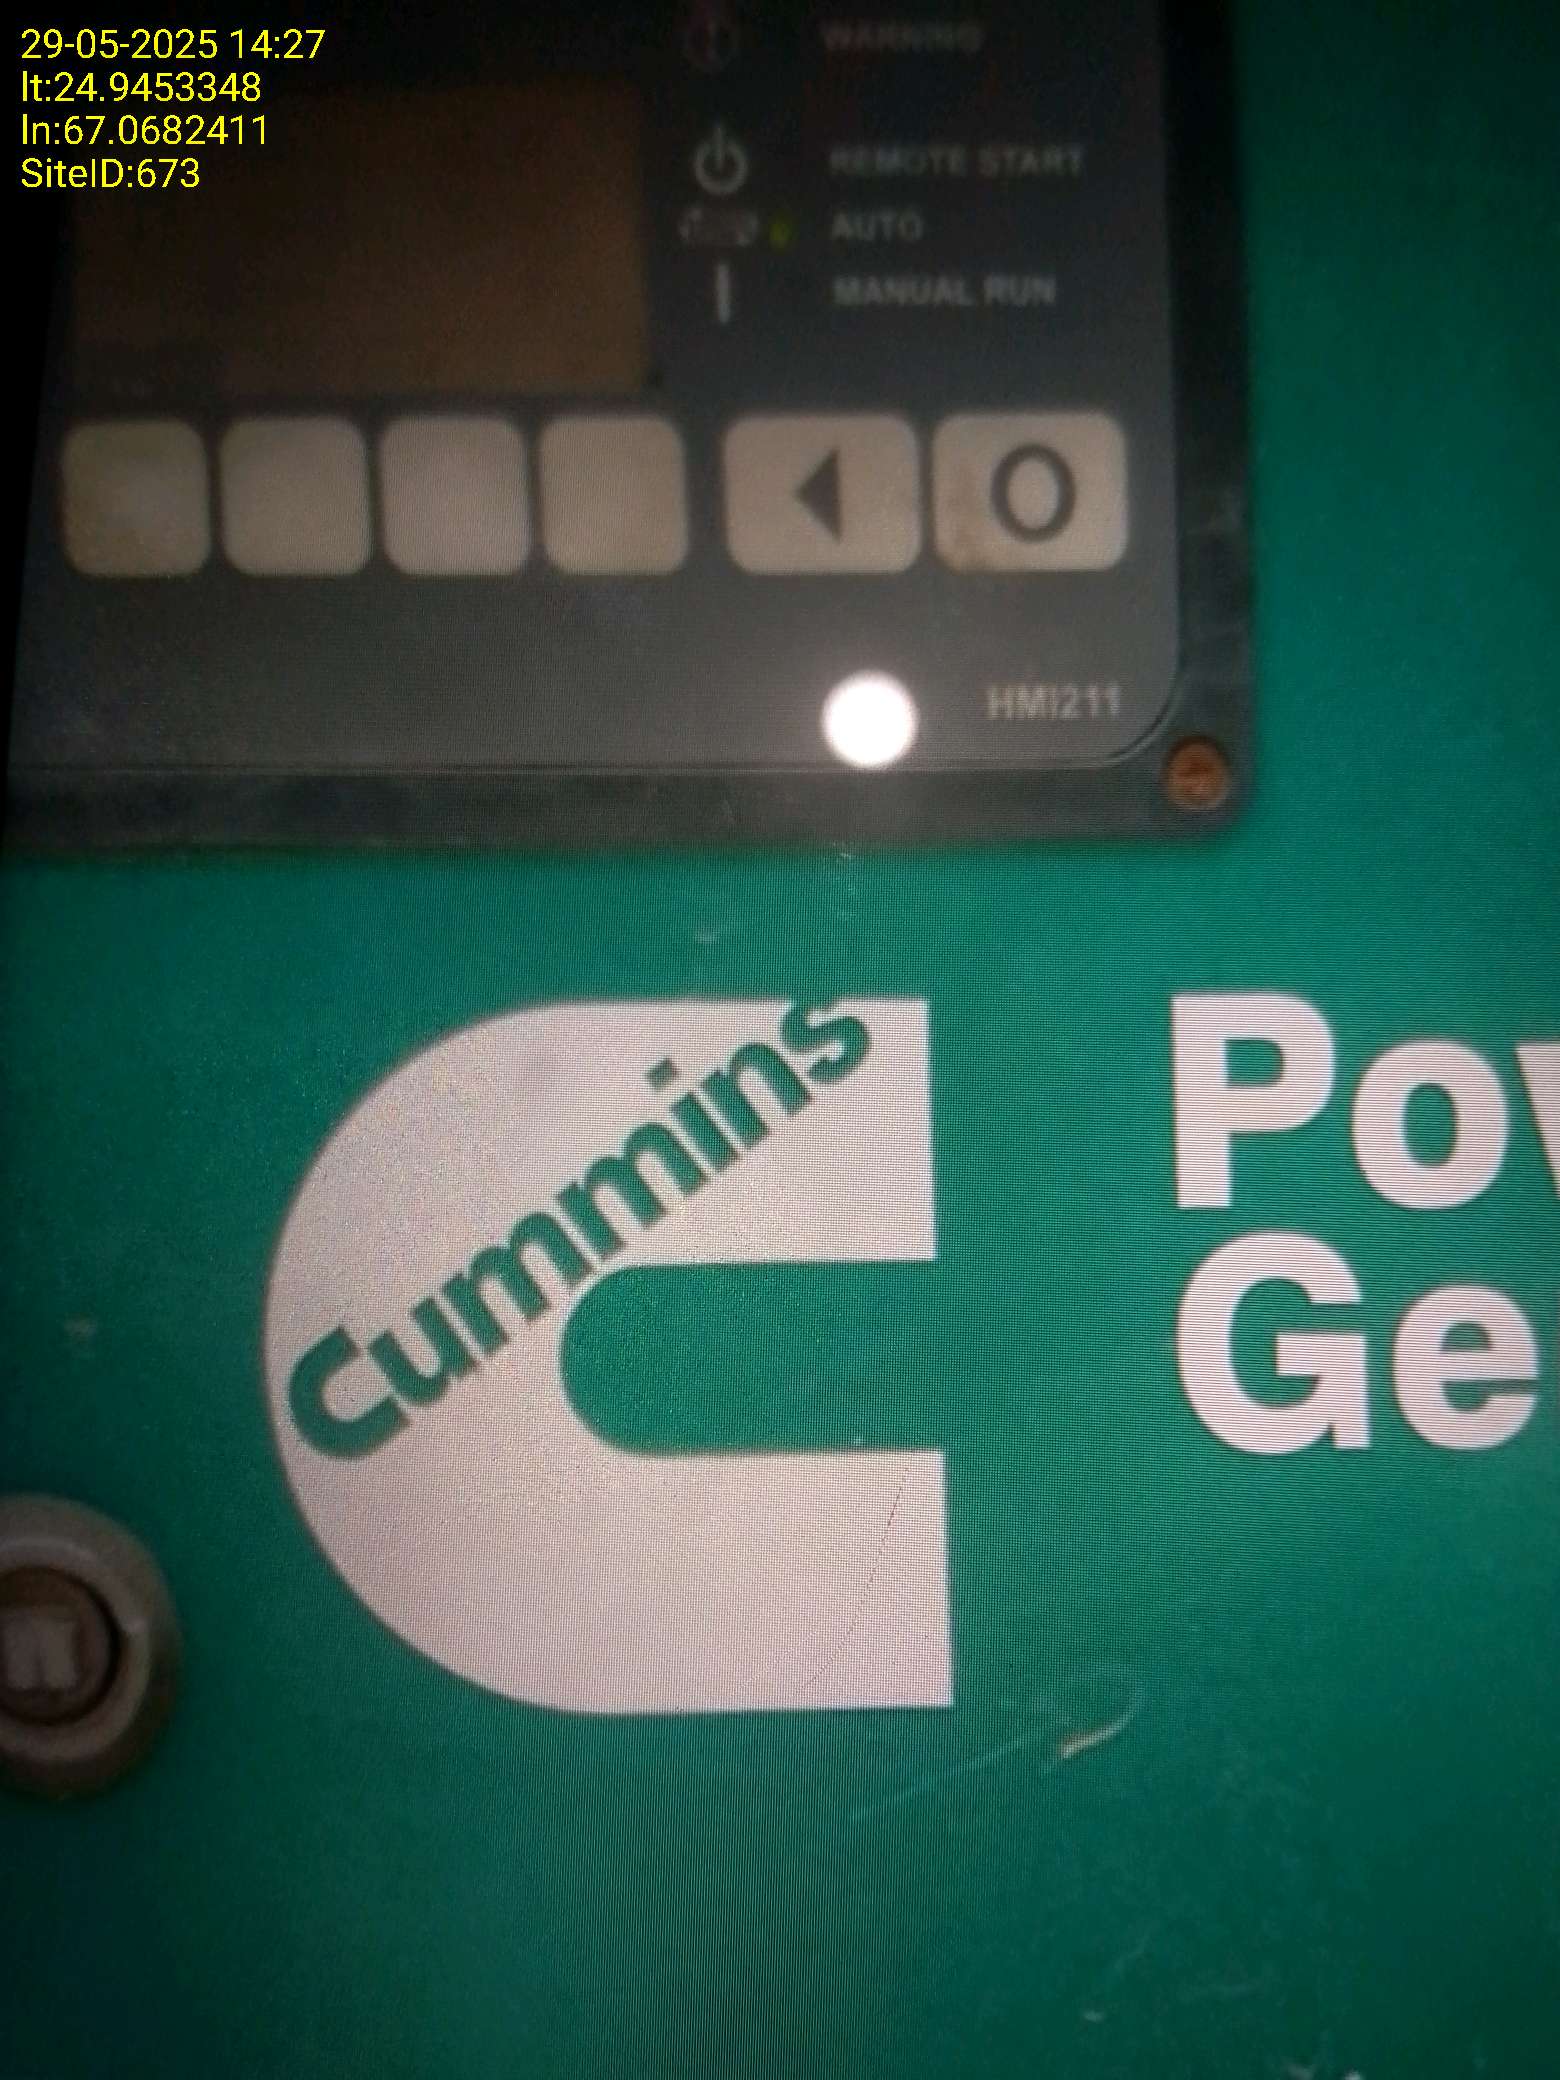 29-05-2025 14:27
lt:24.9453348
ln:67.0682411
SiteID:673
WARNING
REMOTE START
AUTO
MANUAL RUN
O
HMI211
Cummins
Pow
Ge